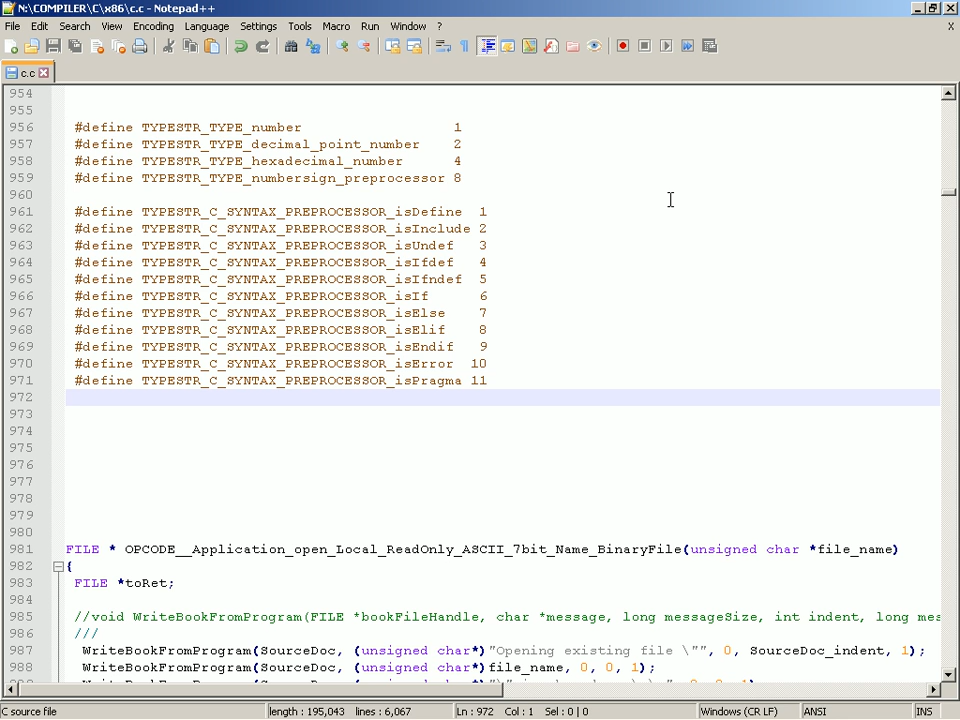 N:\COMPILER\C\x86\c.c - Notepad++
File Edit Search View Encoding Language Settings Tools Macro Run Window ? X
c.c
954
955
956 #define TYPESTR_TYPE_number 1
957 #define TYPESTR_TYPE_decimal_point_number 2
958 #define TYPESTR_TYPE_hexadecimal_number 4
959 #define TYPESTR_TYPE_numbersign_preprocessor 8
960
961 #define TYPESTR_C_SYNTAX_PREPROCESSOR_isDefine 1
962 #define TYPESTR_C_SYNTAX_PREPROCESSOR_isInclude 2
963 #define TYPESTR_C_SYNTAX_PREPROCESSOR_isUndef 3
964 #define TYPESTR_C_SYNTAX_PREPROCESSOR_isIfdef 4
965 #define TYPESTR_C_SYNTAX_PREPROCESSOR_isIfndef 5
966 #define TYPESTR_C_SYNTAX_PREPROCESSOR_isIf 6
967 #define TYPESTR_C_SYNTAX_PREPROCESSOR_isElse 7
968 #define TYPESTR_C_SYNTAX_PREPROCESSOR_isElif 8
969 #define TYPESTR_C_SYNTAX_PREPROCESSOR_isEndif 9
970 #define TYPESTR_C_SYNTAX_PREPROCESSOR_isError 10
971 #define TYPESTR_C_SYNTAX_PREPROCESSOR_isPragma 11
972
973
974
975
976
977
978
979
980
981 FILE * OPCODE__Application_open_Local_ReadOnly_ASCII_7bit_Name_BinaryFile(unsigned char *file_name)
982 {
983 FILE *toRet;
984
985 //void WriteBookFromProgram(FILE *bookFileHandle, char *message, long messageSize, int indent, long mes
986 ///
987 WriteBookFromProgram(SourceDoc, (unsigned char*)"Opening existing file \"", 0, SourceDoc_indent, 1);
988 WriteBookFromProgram(SourceDoc, (unsigned char*)file_name, 0, 0, 1);
C source file length : 195,043 lines : 6,067 Ln : 972 Col : 1 Sel : 0 | 0 Windows (CR LF) ANSI INS